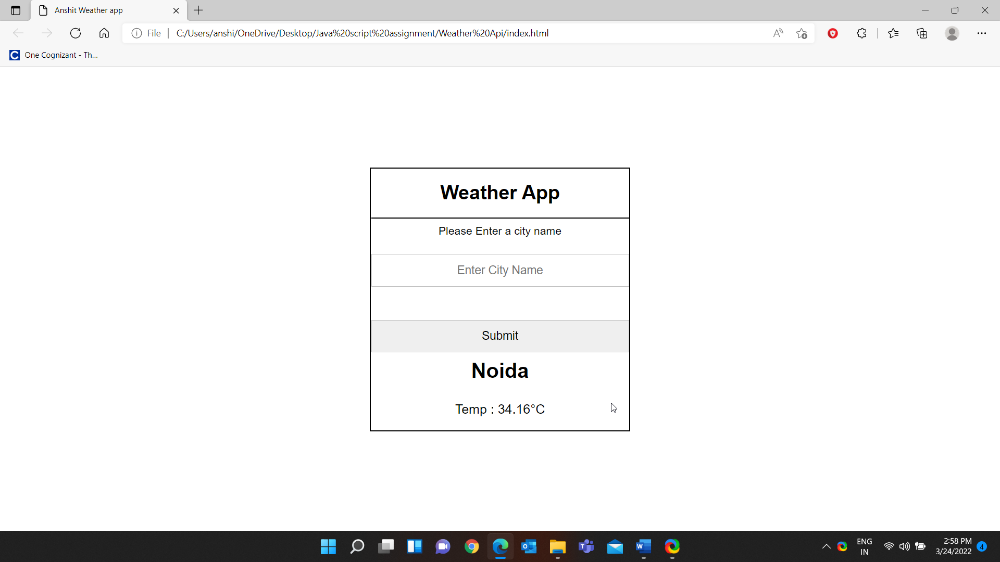 Anshit Weather app
File
C:/Users/anshi/OneDrive/Desktop/Java%20script%20assignment/Weather%20Api/index.html
One Cognizant - Th...
Weather App
Please Enter a city name
Enter City Name
Submit
Noida
Temp : 34.16°C
ENG
IN
2:58 PM
3/24/2022
4